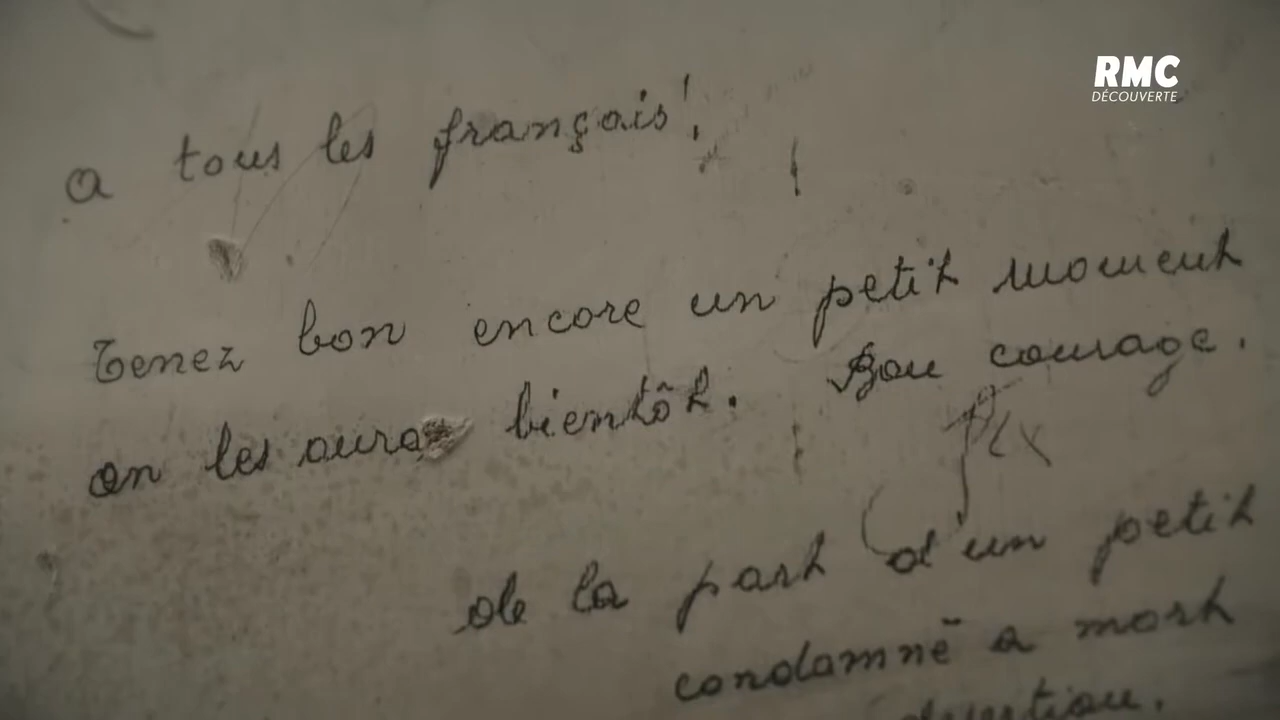 RMC
DÉCOUVERTE
a tous les français!
Tenez bon encore un petit moment
on les aura bientôt. Bon courage.
de la part d'un petit
condamné a mort